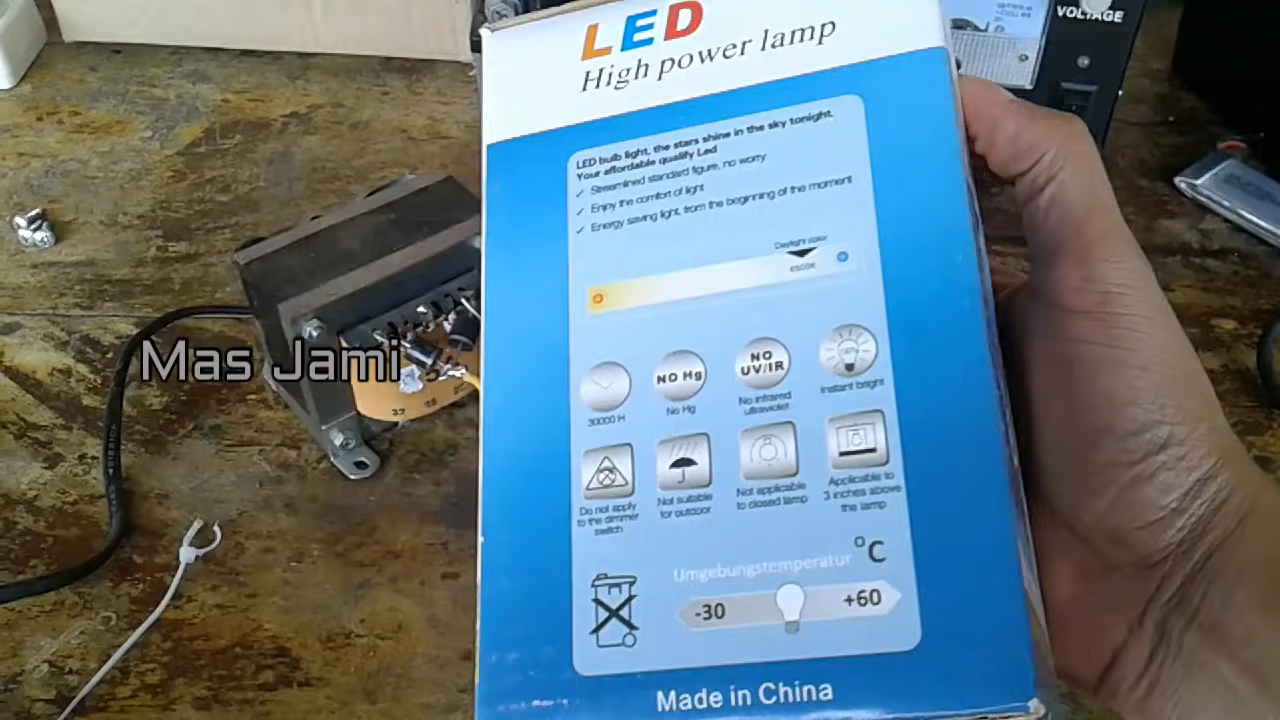 LED
High power lamp
VOLTAGE
LED bulb light, the stars shine in the sky tonight,
Your affordable qualify Led
✓ Streamlined standard figure, no worry
✓ Enjoy the comfort of light
✓ Energy saving light, from the beginning of the moment
Daylight color
6500K
Mas Jami
NO Hg
NO
UV/IR
30000 H
No Hg
No infrared
ultraviolet
Instant bright
32
Do not apply
to the dimmer
switch
Not suitable
for outdoor
Not applicable
to closed lamp
Applicable to
3 inches above
the lamp
°C
Umgebungstemperatur
-30
+60
Made in China